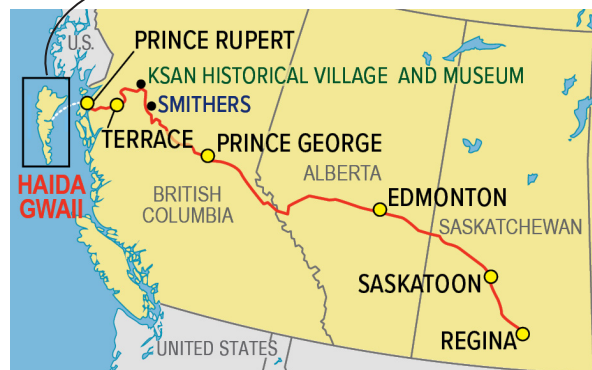 U.S.
PRINCE RUPERT
KSAN HISTORICAL VILLAGE AND MUSEUM
SMITHERS
TERRACE
PRINCE GEORGE
HAIDA
GWAII
BRITISH
COLUMBIA
ALBERTA
EDMONTON
SASKATCHEWAN
SASKATOON
REGINA
UNITED STATES